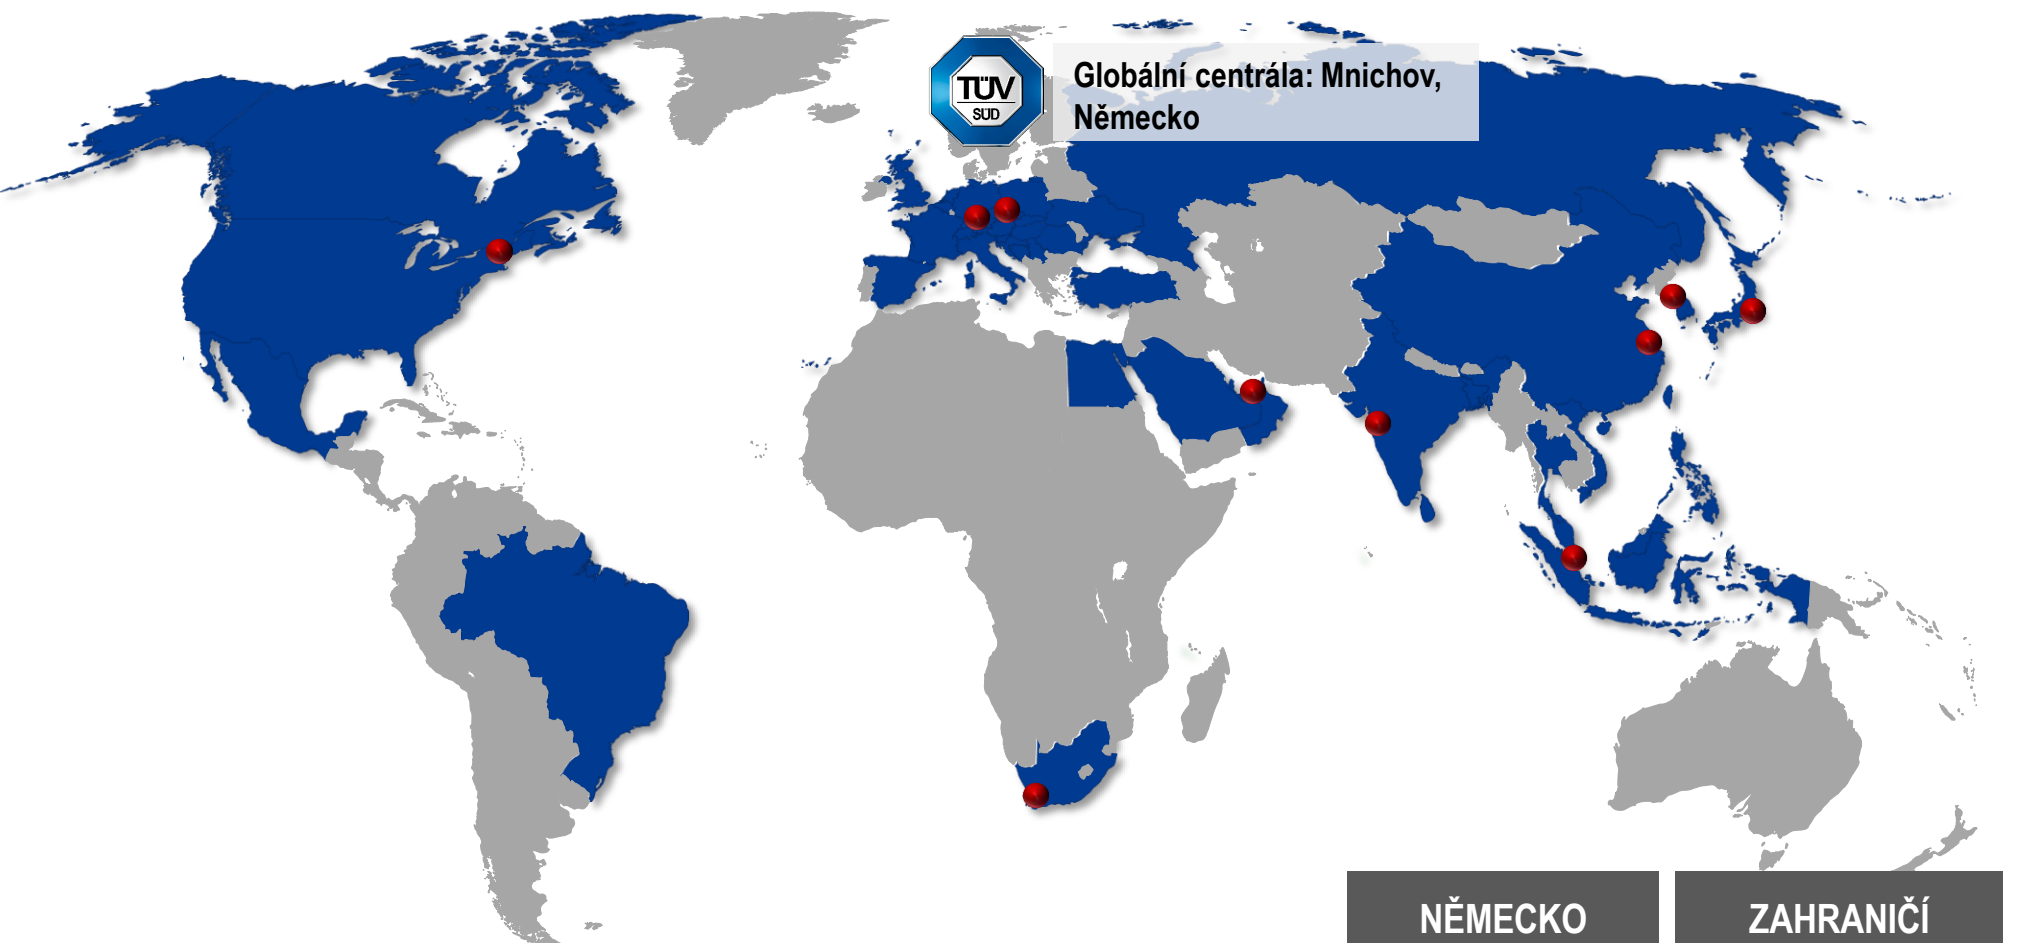 TÜV
SÜD
Globální centrála: Mnichov,
Německo
NĚMECKO
ZAHRANIČÍ